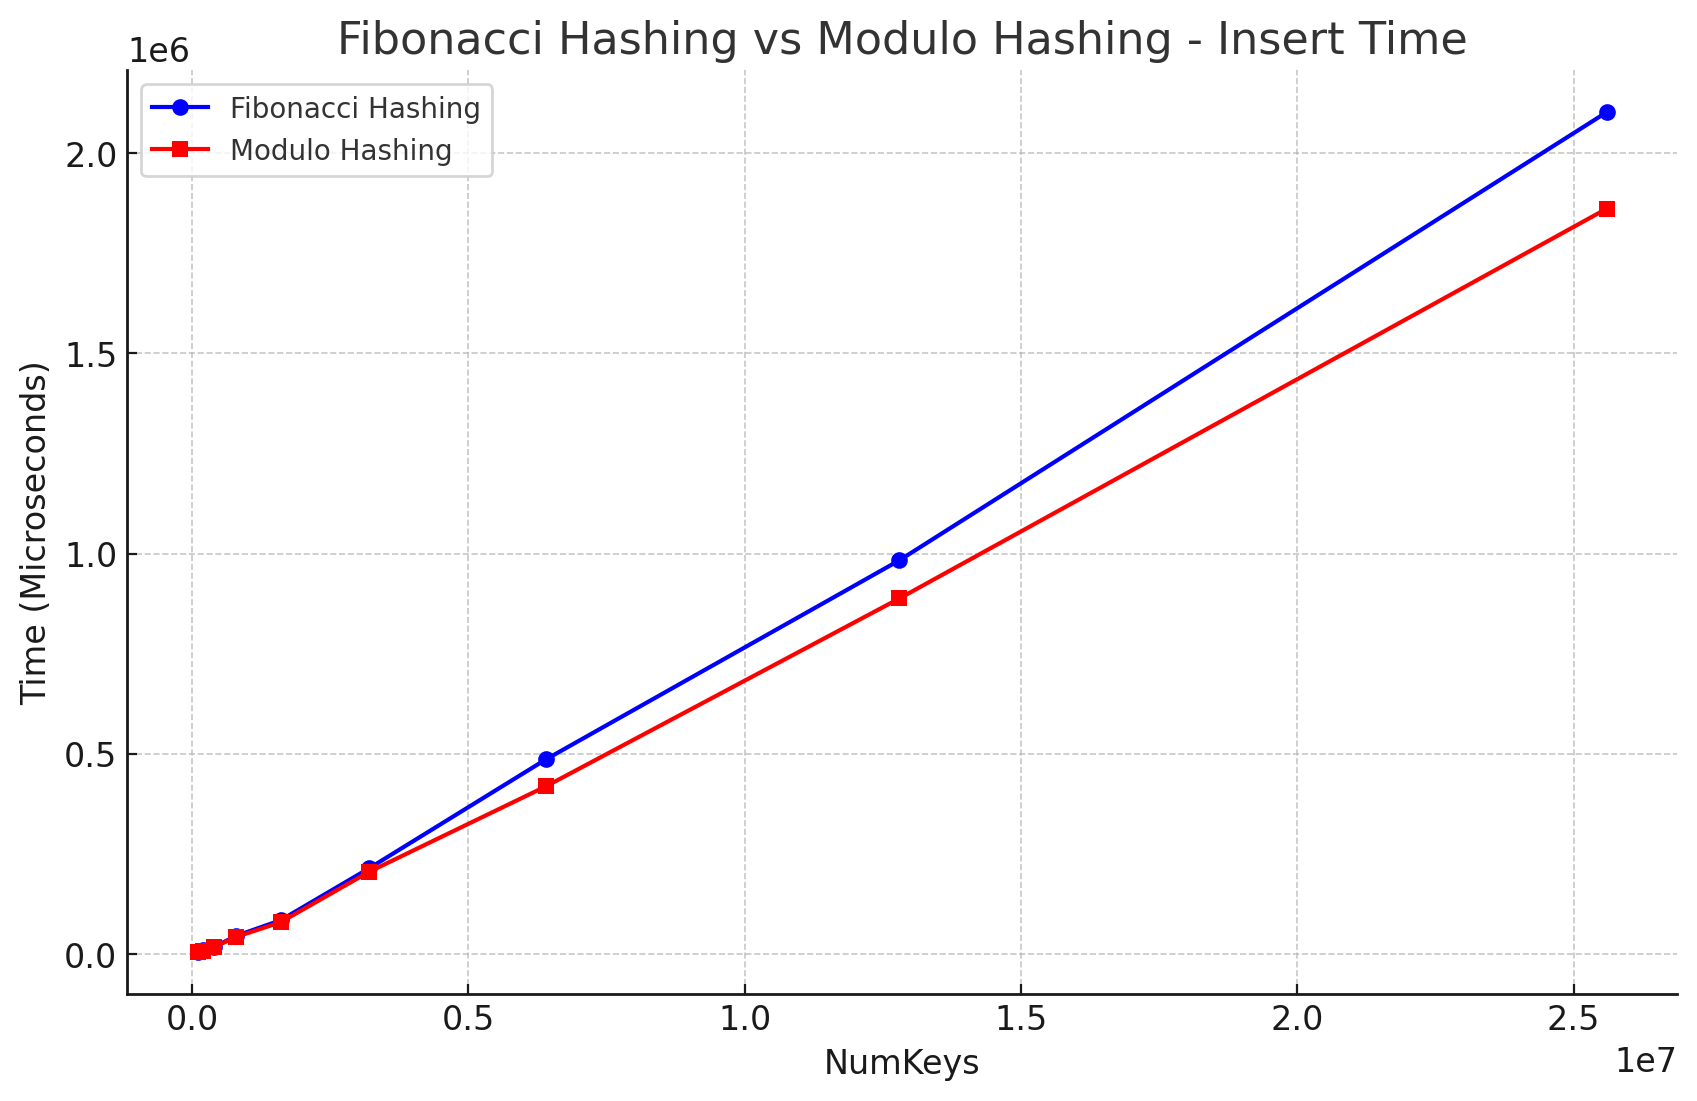 Fibonacci Hashing vs Modulo Hashing - Insert Time
1e6
Fibonacci Hashing
Modulo Hashing
2.0
1.5
1.0
0.5
0.0
Time (Microseconds)
0.0 0.5 1.0 1.5 2.0 2.5
NumKeys
1e7